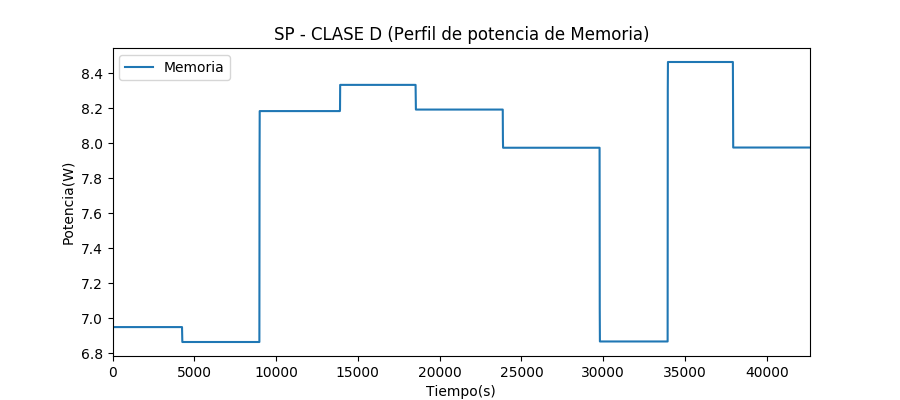 SP - CLASE D (Perfil de potencia de Memoria)
Memoria
Potencia(W)
8.4
8.2
8.0
7.8
7.6
7.4
7.2
7.0
6.8
0 5000 10000 15000 20000 25000 30000 35000 40000
Tiempo(s)